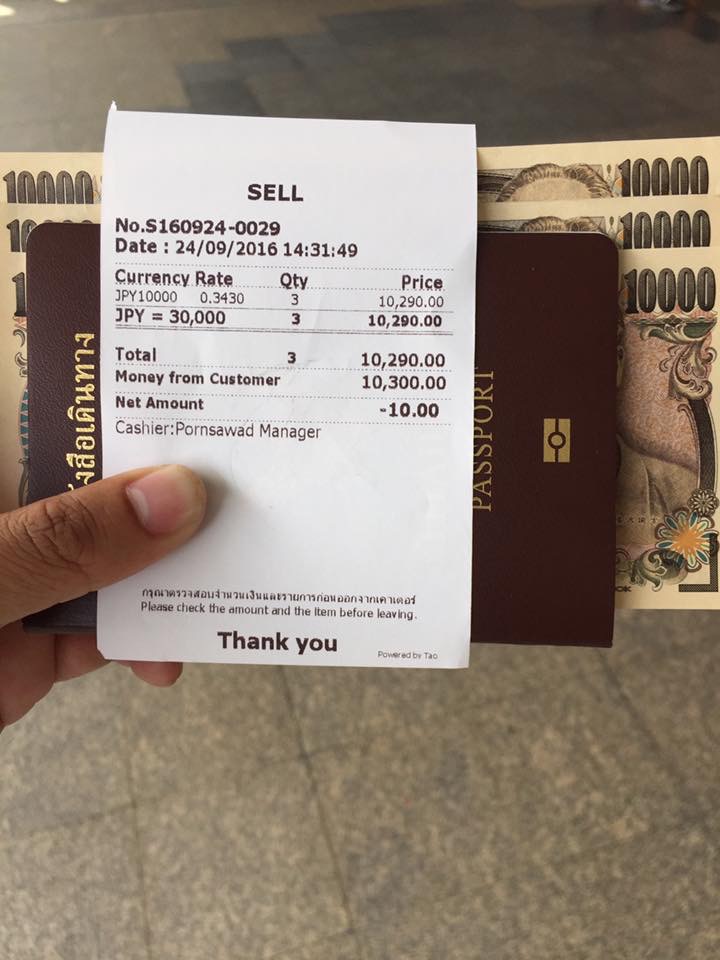 10000
10000
10000
10000
SELL
No.S160924-0029
Date : 24/09/2016 14:31:49
Currency Rate Qty Price
JPY10000 0.3430 3 10,290.00
JPY = 30,000 3 10,290.00
Total 3 10,290.00
Money from Customer 10,300.00
Net Amount -10.00
Cashier:Pornsawad Manager
กรุณาตรวจสอบจำนวนเงินและรายการก่อนออกจากเคาเตอร์
Please check the amount and the Item before leaving.
Thank you
Powered by Tao
PASSPORT